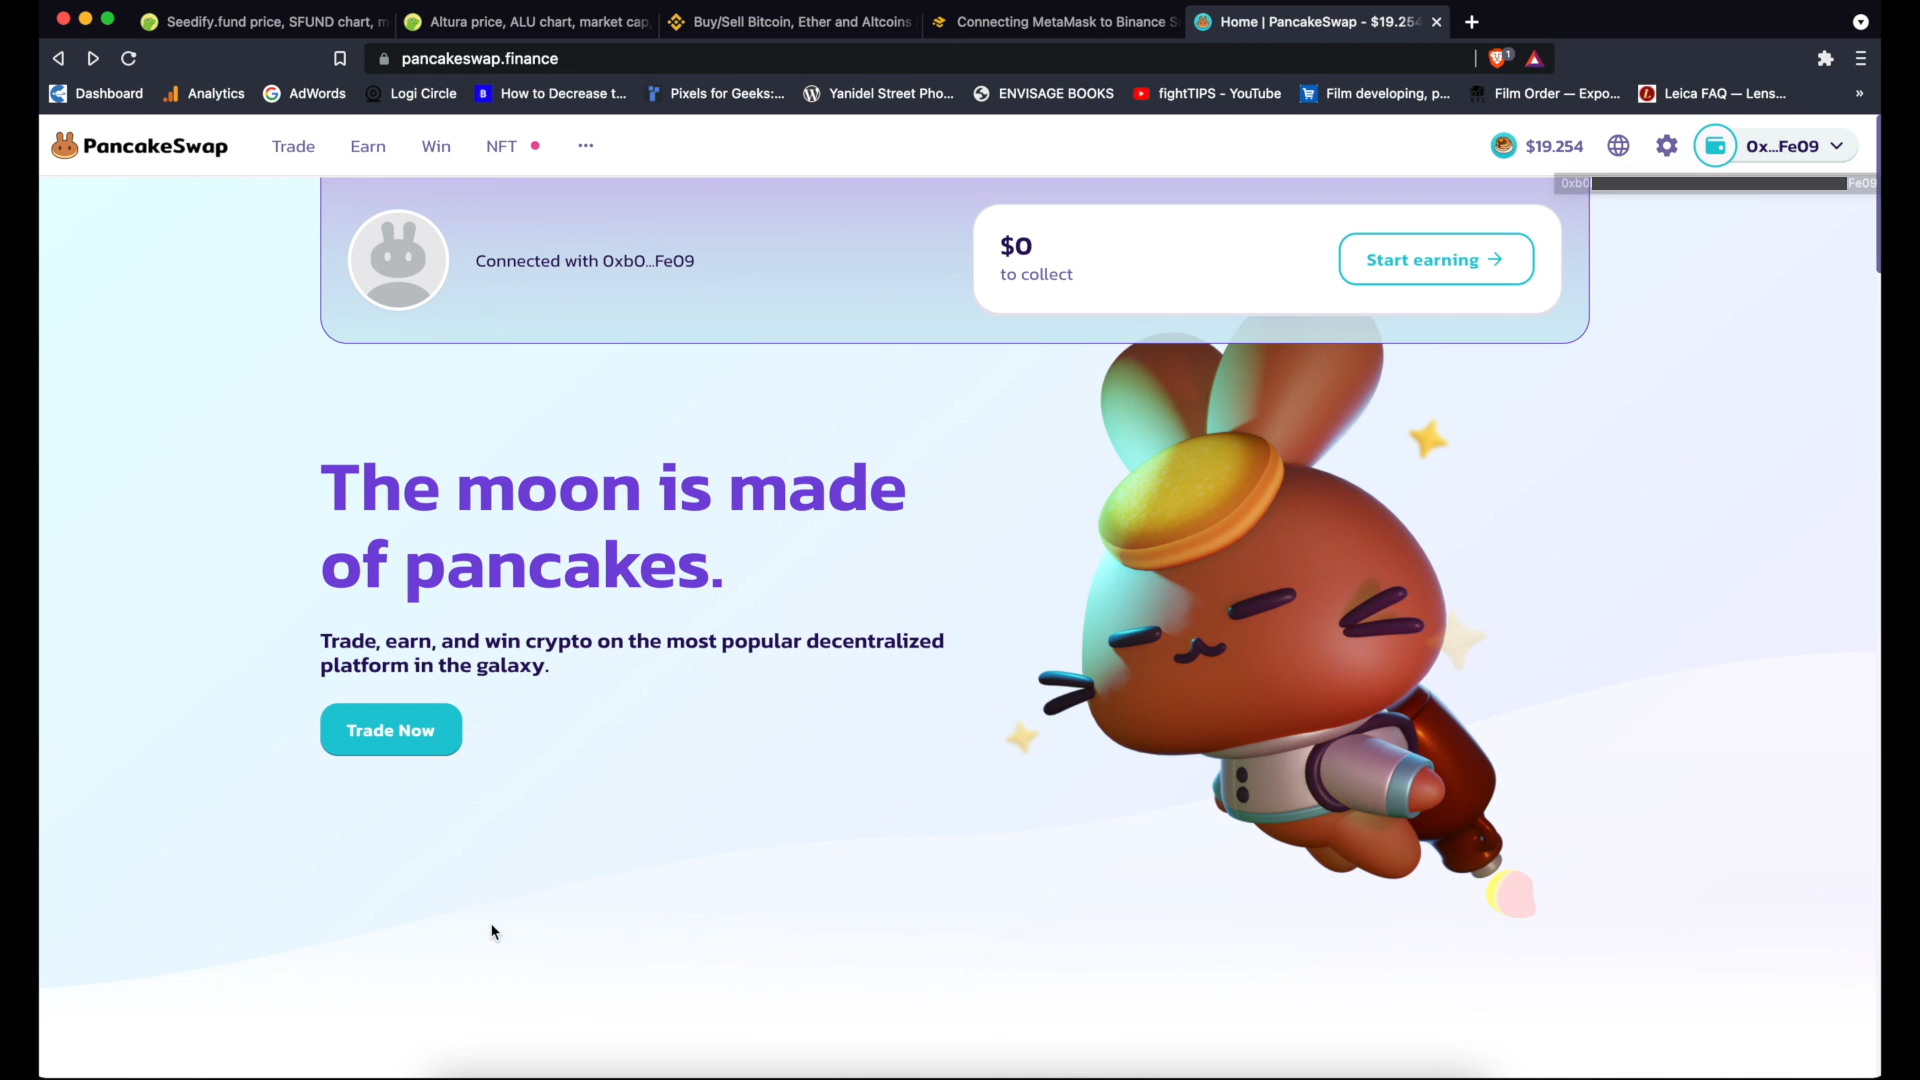 Seedify.fund price, SFUND chart, m
Altura price, ALU chart, market cap,
Buy/Sell Bitcoin, Ether and Altcoins
Connecting MetaMask to Binance S
Home | PancakeSwap - $19.254
pancakeswap.finance
1
Dashboard
Analytics
AdWords
Logi Circle
How to Decrease t...
Pixels for Geeks:...
Yanidel Street Pho...
ENVISAGE BOOKS
fightTIPS - YouTube
Film developing, p...
Film Order — Expo...
Leica FAQ — Lens...
»
PancakeSwap
Trade
Earn
Win
NFT
$19.254
0x...Fe09
0xb0
Fe09
Connected with 0xb0...Fe09
$0
to collect
Start earning
The moon is made
of pancakes.
Trade, earn, and win crypto on the most popular decentralized
platform in the galaxy.
Trade Now